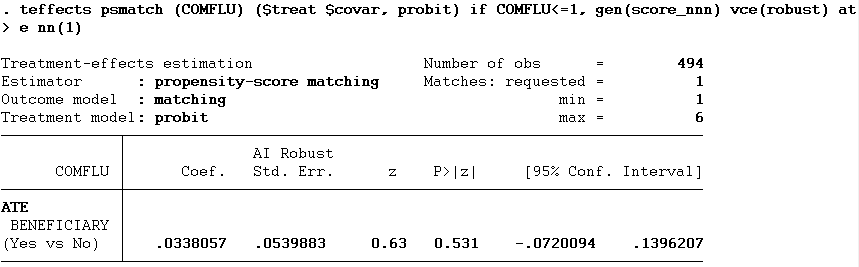 . teffects psmatch (COMFLU) ($treat $covar, probit) if COMFLU<=1, gen(score_nnn) vce(robust) at
> e nn(1)
Treatment-effects estimation Number of obs = 494
Estimator : propensity-score matching Matches: requested = 1
Outcome model : matching min = 1
Treatment model: probit max = 6
AI Robust
COMFLU Coef. Std. Err. z P>|z| [95% Conf. Interval]
ATE
BENEFICIARY
(Yes vs No) .0338057 .0539883 0.63 0.531 -.0720094 .1396207